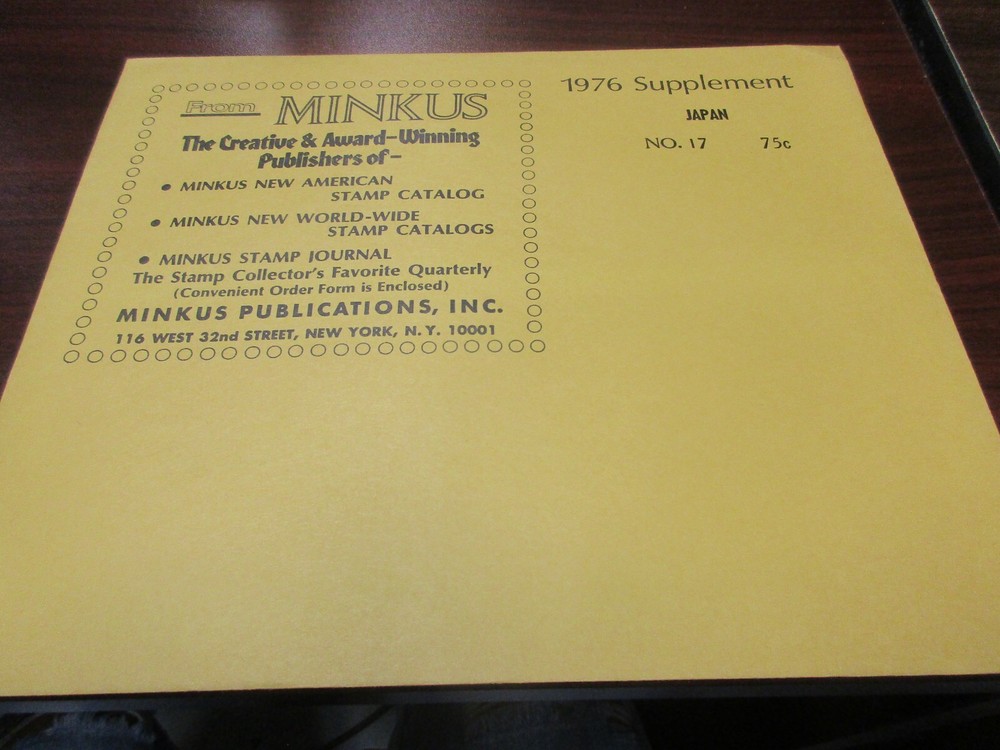 From MINKUS
The Creative & Award-Winning
Publishers of-
• MINKUS NEW AMERICAN
STAMP CATALOG
• MINKUS NEW WORLD-WIDE
STAMP CATALOGS
• MINKUS STAMP JOURNAL
The Stamp Collector's Favorite Quarterly
(Convenient Order Form is Enclosed)
MINKUS PUBLICATIONS, INC.
116 WEST 32nd STREET, NEW YORK, N. Y. 10001
1976 Supplement
JAPAN
NO. 17 75c